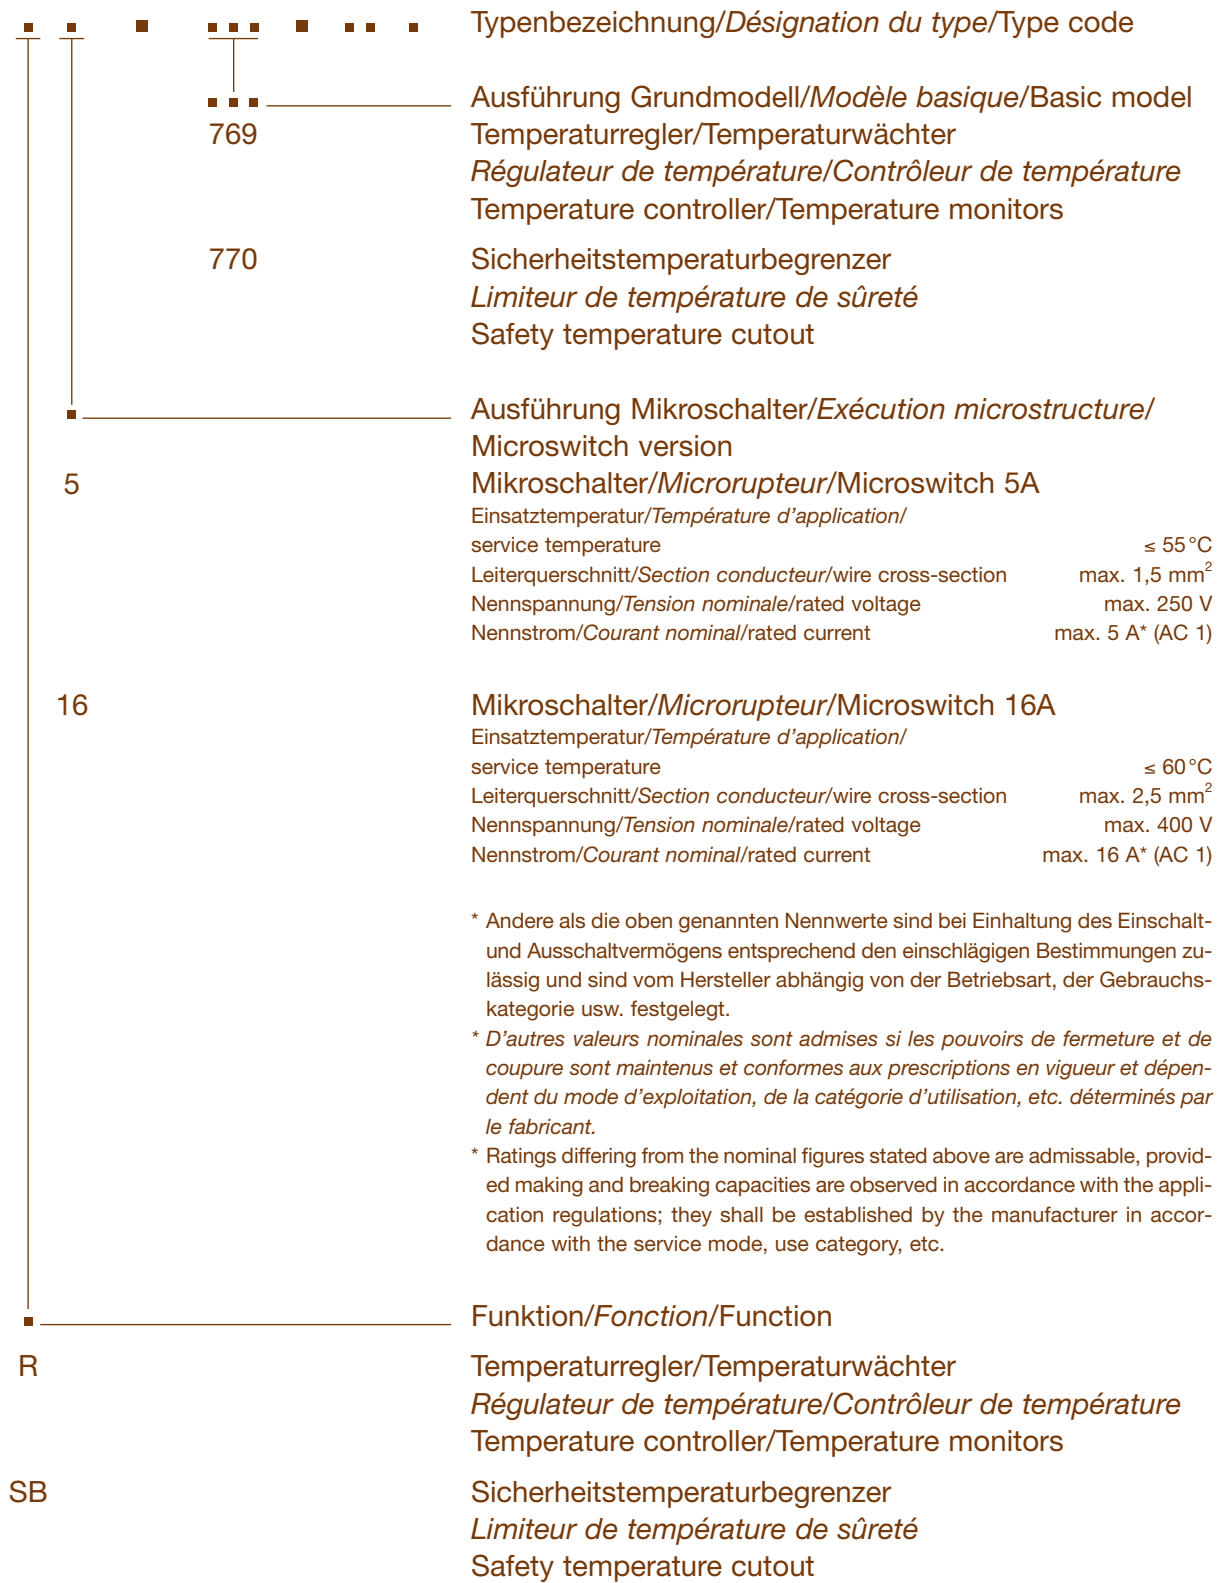 Typenbezeichnung/Désignation du type/Type code
Ausführung Grundmodell/Modèle basique/Basic model
769 Temperaturregler/Temperaturwächter
Régulateur de température/Contrôleur de température
Temperature controller/Temperature monitors
770 Sicherheitstemperaturbegrenzer
Limiteur de température de sûreté
Safety temperature cutout
Ausführung Mikroschalter/Exécution microstructure/
Microswitch version
5 Mikroschalter/Microrupteur/Microswitch 5A
Einsatztemperatur/Température d’application/
service temperature ≤ 55 °C
Leiterquerschnitt/Section conducteur/wire cross-section max. 1,5 mm²
Nennspannung/Tension nominale/rated voltage max. 250 V
Nennstrom/Courant nominal/rated current max. 5 A* (AC 1)
16 Mikroschalter/Microrupteur/Microswitch 16A
Einsatztemperatur/Température d’application/
service temperature ≤ 60 °C
Leiterquerschnitt/Section conducteur/wire cross-section max. 2,5 mm²
Nennspannung/Tension nominale/rated voltage max. 400 V
Nennstrom/Courant nominal/rated current max. 16 A* (AC 1)
* Andere als die oben genannten Nennwerte sind bei Einhaltung des Einschalt-
und Ausschaltvermögens entsprechend den einschlägigen Bestimmungen zu-
lässig und sind vom Hersteller abhängig von der Betriebsart, der Gebrauchs-
kategorie usw. festgelegt.
* D’autres valeurs nominales sont admises si les pouvoirs de fermeture et de
coupure sont maintenus et conformes aux prescriptions en vigueur et dépen-
dent du mode d’exploitation, de la catégorie d’utilisation, etc. déterminés par
le fabricant.
* Ratings differing from the nominal figures stated above are admissable, provid-
ed making and breaking capacities are observed in accordance with the appli-
cation regulations; they shall be established by the manufacturer in accor-
dance with the service mode, use category, etc.
Funktion/Fonction/Function
R Temperaturregler/Temperaturwächter
Régulateur de température/Contrôleur de température
Temperature controller/Temperature monitors
SB Sicherheitstemperaturbegrenzer
Limiteur de température de sûreté
Safety temperature cutout